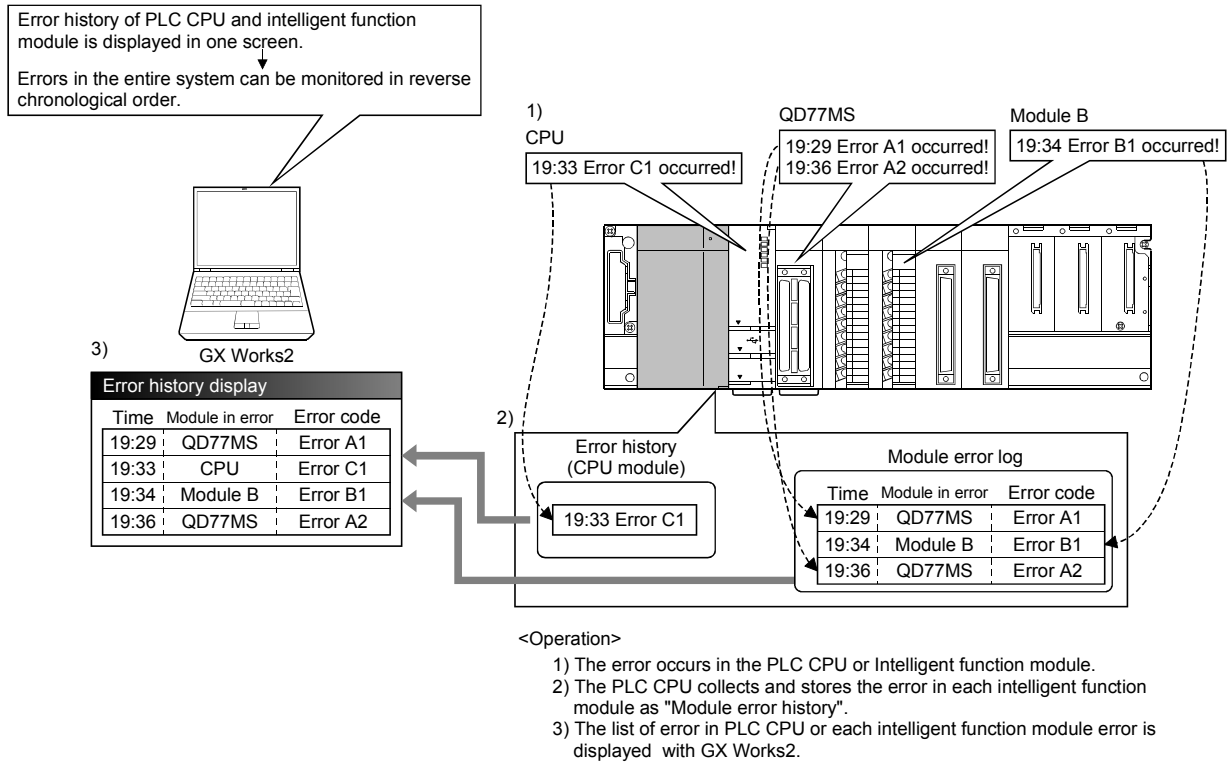 Error history of PLC CPU and intelligent function
module is displayed in one screen.
Errors in the entire system can be monitored in reverse
chronological order.
1)
CPU
19:33 Error C1 occurred!
QD77MS
19:29 Error A1 occurred!
19:36 Error A2 occurred!
Module B
19:34 Error B1 occurred!
GX Works2
3)
Error history display
Time Module in error Error code
19:29 QD77MS Error A1
19:33 CPU Error C1
19:34 Module B Error B1
19:36 QD77MS Error A2
2)
Error history
(CPU module)
19:33 Error C1
Module error log
Time Module in error Error code
19:29 QD77MS Error A1
19:34 Module B Error B1
19:36 QD77MS Error A2
<Operation>
1) The error occurs in the PLC CPU or Intelligent function module.
2) The PLC CPU collects and stores the error in each intelligent function
module as "Module error history".
3) The list of error in PLC CPU or each intelligent function module error is
displayed with GX Works2.